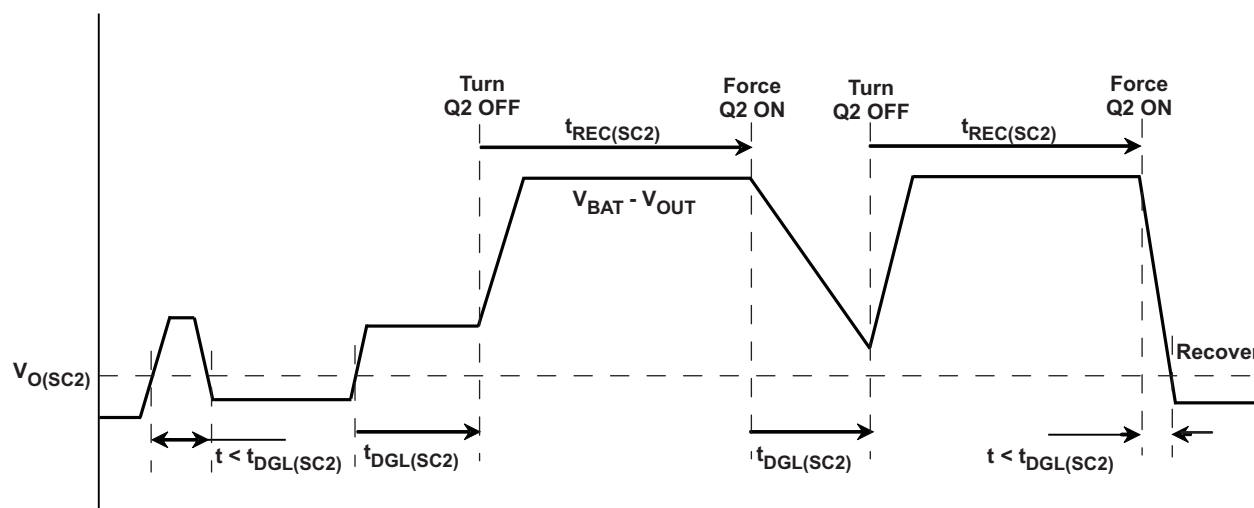 Turn
Q2 OFF
Force
Q2 ON
Turn
Q2 OFF
Force
Q2 ON
tREC(SC2)
tREC(SC2)
VBAT - VOUT
VO(SC2)
Recover
t < tDGL(SC2)
tDGL(SC2)
tDGL(SC2)
t < tDGL(SC2)